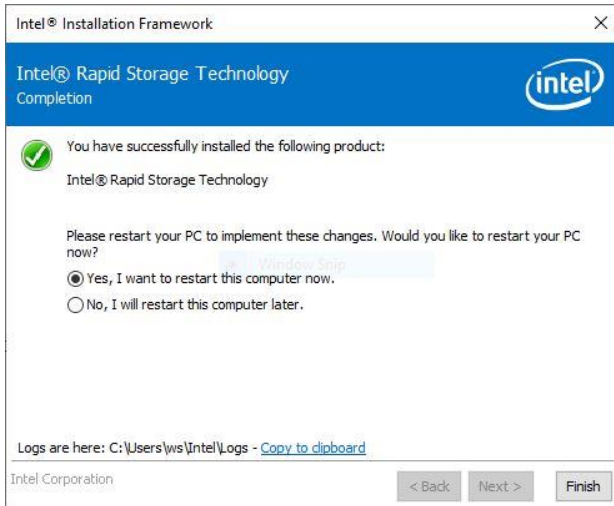 Intel® Installation Framework
Intel® Rapid Storage Technology
Completion
intel
You have successfully installed the following product:
Intel® Rapid Storage Technology
Please restart your PC to implement these changes. Would you like to restart your PC
now?
Window Snip
Yes, I want to restart this computer now.
No, I will restart this computer later.
Logs are here: C:\Users\ws\Intel\Logs - Copy to clipboard
Intel Corporation
< Back
Next >
Finish